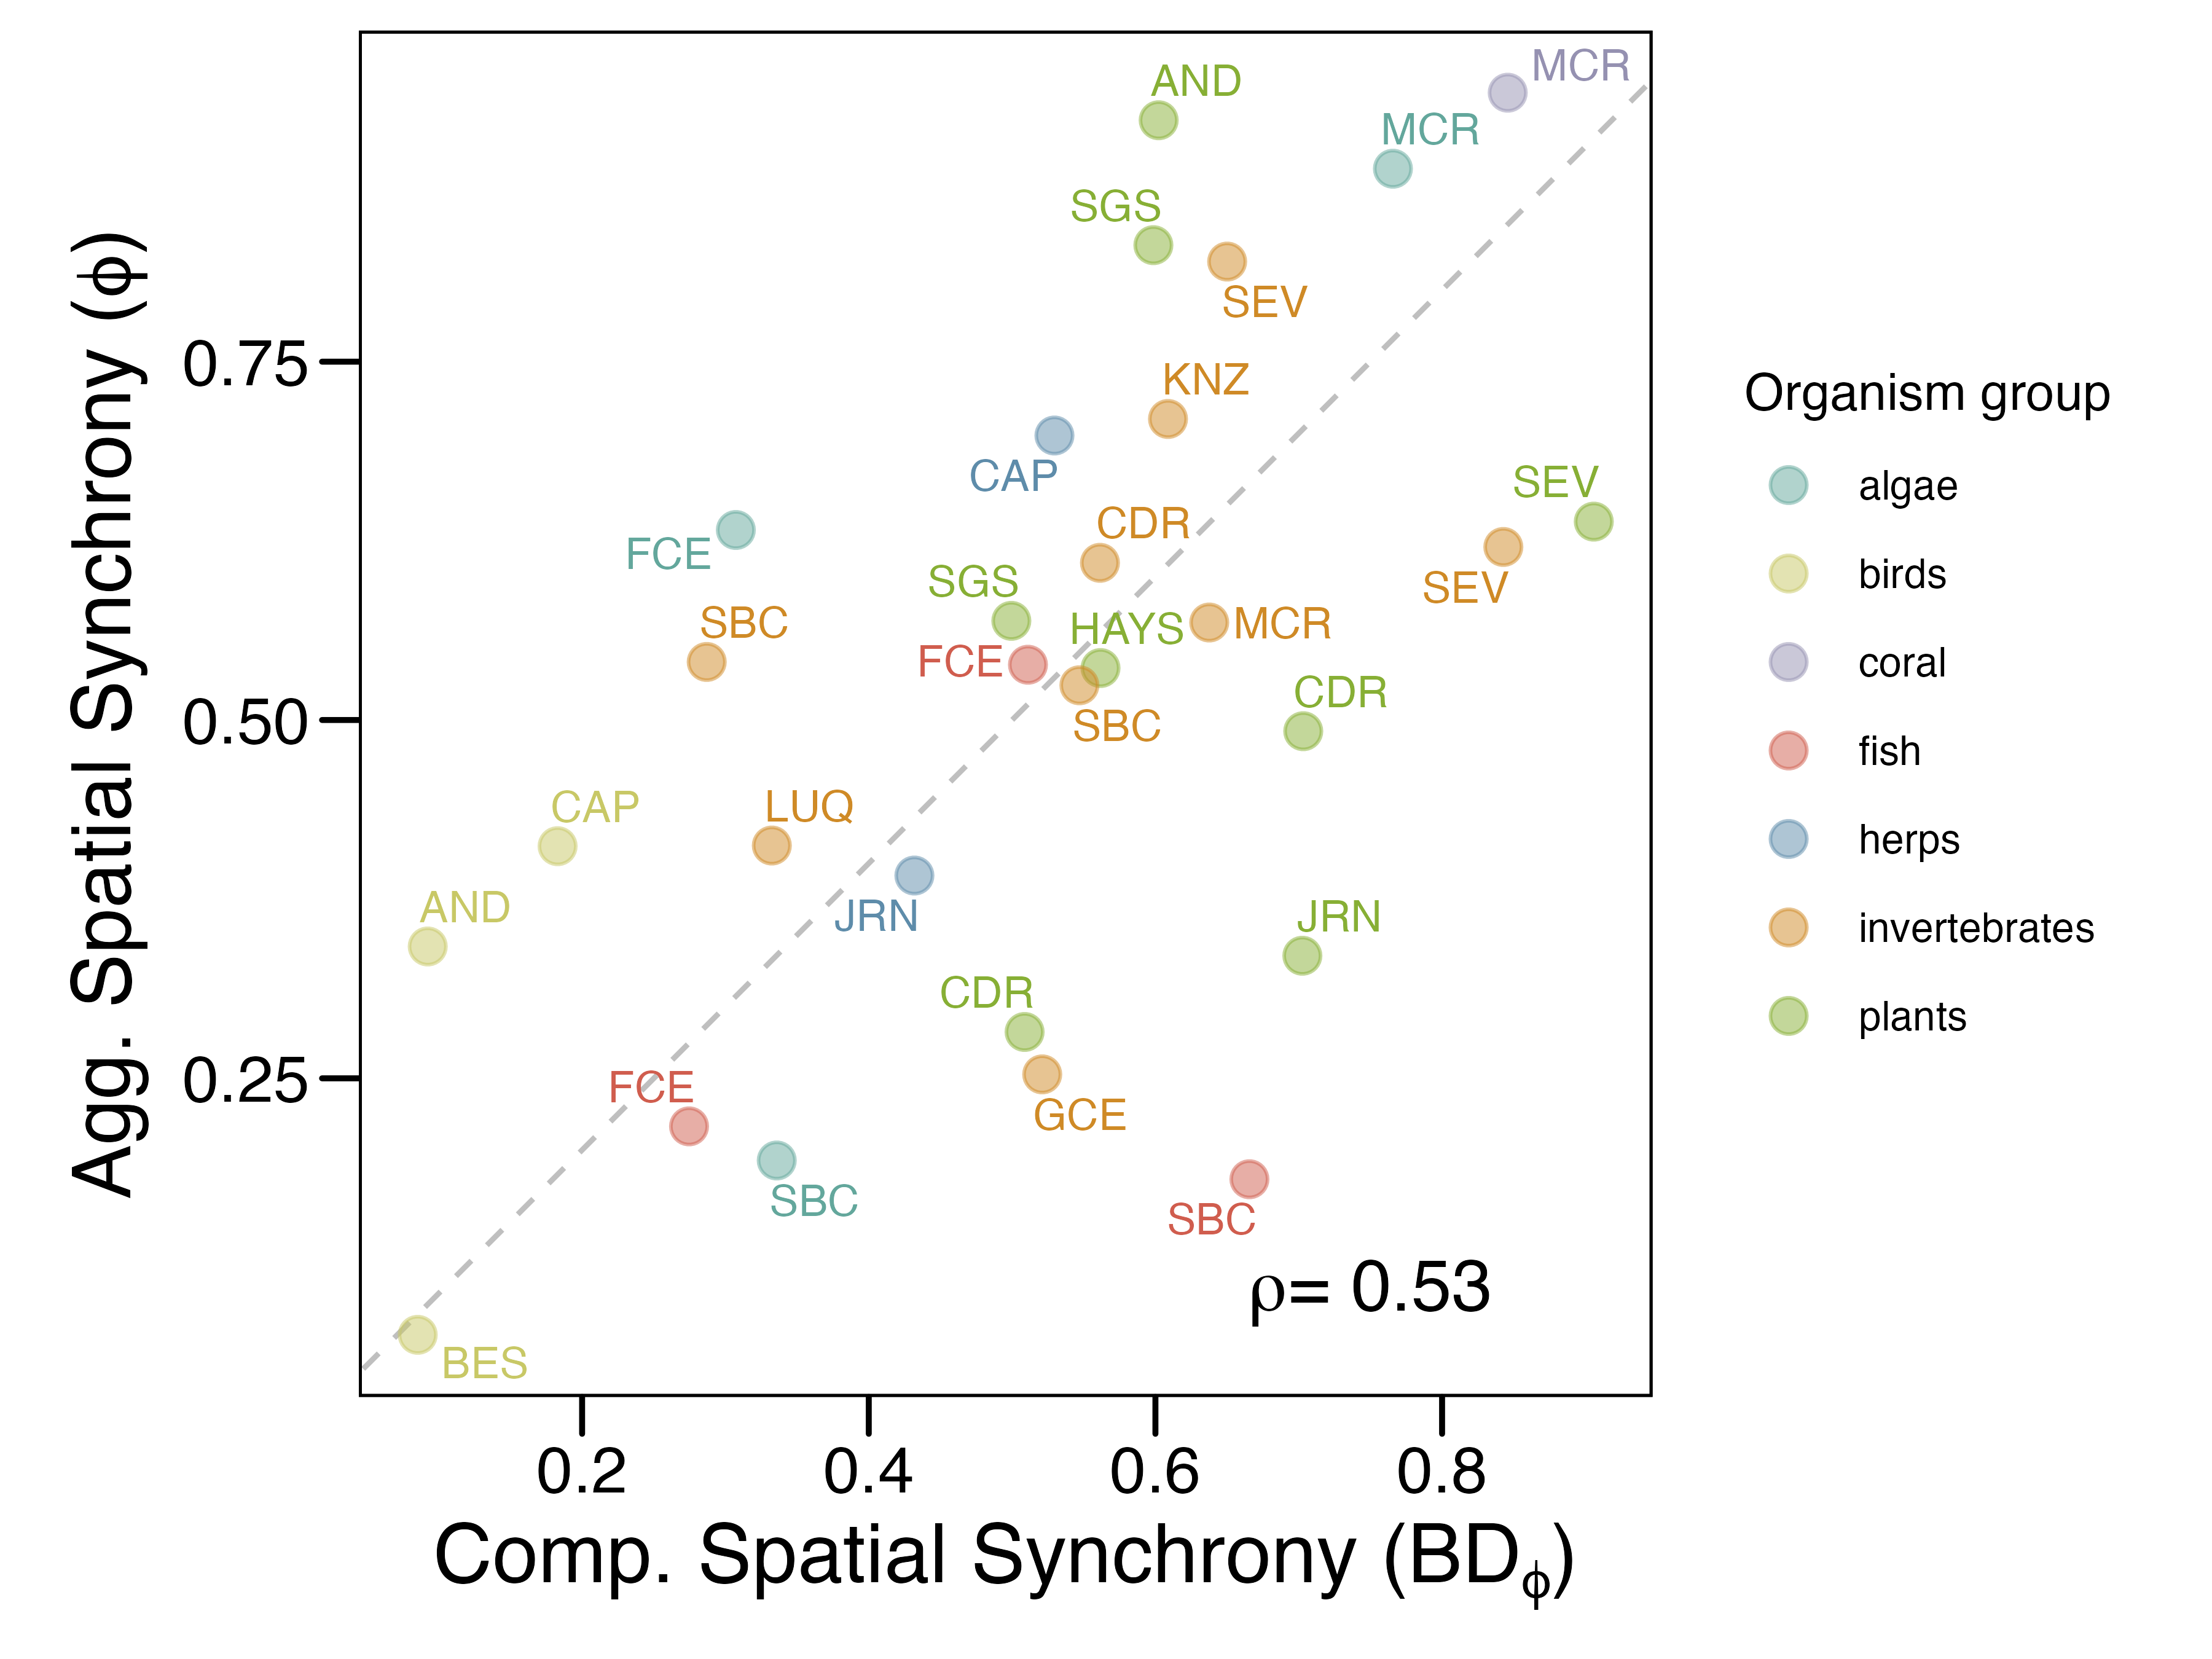 MCR
AND
MCR
SGS
SEV
Agg. Spatial Synchrony (ϕ)
0.75
KNZ
Organism group
CAP
SEV
algae
CDR
FCE
SGS
SEV
birds
SBC
MCR
HAYS
FCE
coral
CDR
0.50
SBC
fish
CAP
LUQ
herps
AND
JRN
JRN
invertebrates
CDR
plants
0.25
FCE
GCE
SBC
SBC
ρ= 0.53
BES
0.2 0.4 0.6 0.8
Comp. Spatial Synchrony (BDϕ)